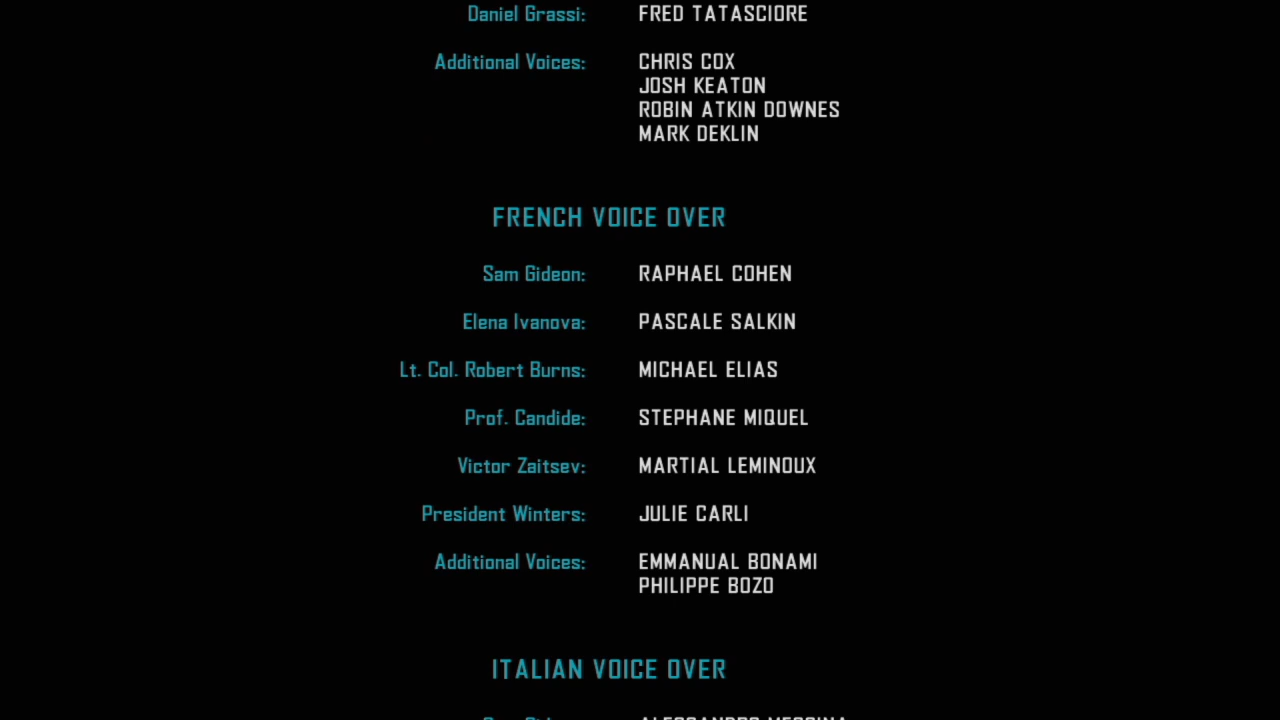 Daniel Grassi: FRED TATASCIORE
Additional Voices: CHRIS COX
JOSH KEATON
ROBIN ATKIN DOWNES
MARK DEKLIN
FRENCH VOICE OVER
Sam Gideon: RAPHAEL COHEN
Elena Ivanova: PASCALE SALKIN
Lt. Col. Robert Burns: MICHAEL ELIAS
Prof. Candide: STEPHANE MIQUEL
Victor Zaitsev: MARTIAL LEMINOUX
President Winters: JULIE CARLI
Additional Voices: EMMANUAL BONAMI
PHILIPPE BOZO
ITALIAN VOICE OVER